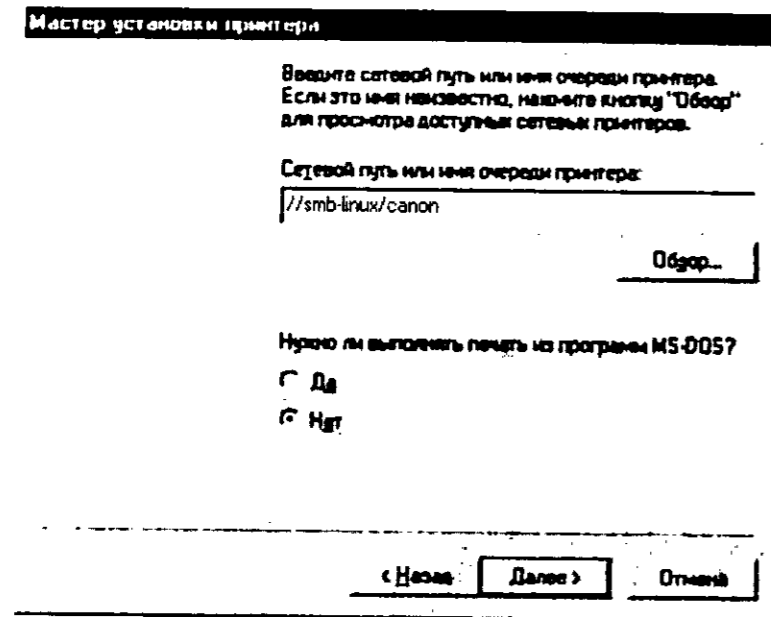 Мастер установки принтера
Введите сетевой путь или имя очереди принтера.
Если это имя неизвестно, нажмите кнопку "Обзор"
для просмотра доступных сетевых принтеров.
Сетевой путь или имя очереди принтера:
//smb-linux/canon
Обзор...
Нужно ли выполнять печать из программ MS-DOS?
Да
Нет
< Назад
Далее >
Отмена